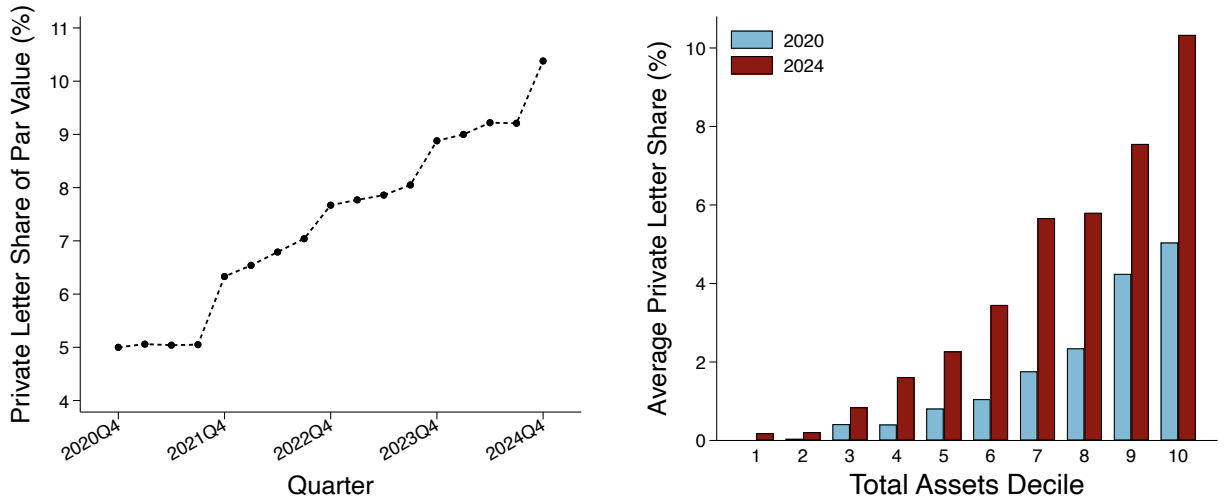 Private Letter Share of Par Value (%)
11
10
9
8
7
6
5
4
2020Q4
2021Q4
2022Q4
2023Q4
2024Q4
Quarter
Average Private Letter Share (%)
10
8
6
4
2
0
2020
2024
1 2 3 4 5 6 7 8 9 10
Total Assets Decile